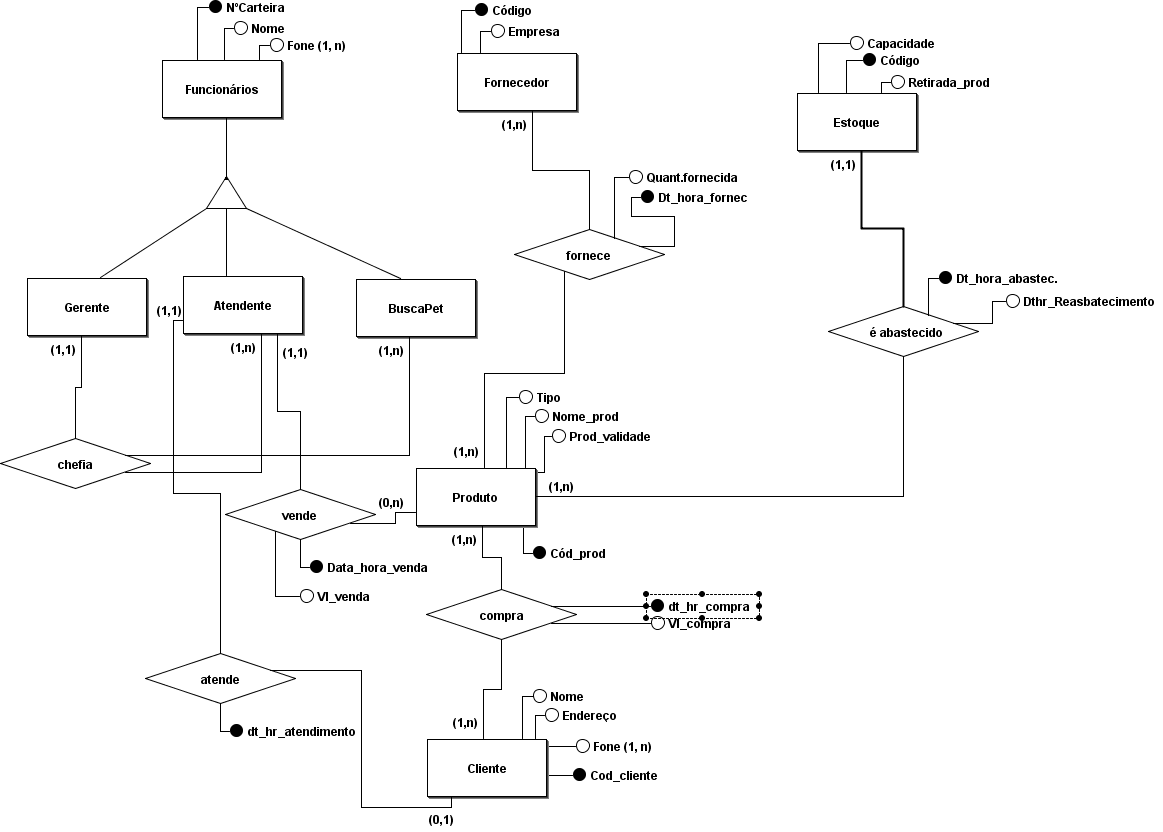 N°Carteira
Nome
Fone (1, n)
Funcionários
Código
Empresa
Fornecedor
(1,n)
Capacidade
Código
Retirada_prod
Estoque
(1,1)
Quant.fornecida
Dt_hora_fornec
fornece
Gerente
(1,1)
(1,1)
Atendente
(1,n)
(1,1)
BuscaPet
(1,n)
Dt_hora_abastec.
Dthr_Reasbatecimento
é abastecido
chefia
Tipo
Nome_prod
Prod_validade
(1,n)
Produto
(1,n)
(0,n)
(1,n)
Cód_prod
vende
Data_hora_venda
Vl_venda
compra
dt_hr_compra
Vl_compra
atende
dt_hr_atendimento
Nome
Endereço
Fone (1, n)
Cod_cliente
(1,n)
Cliente
(0,1)